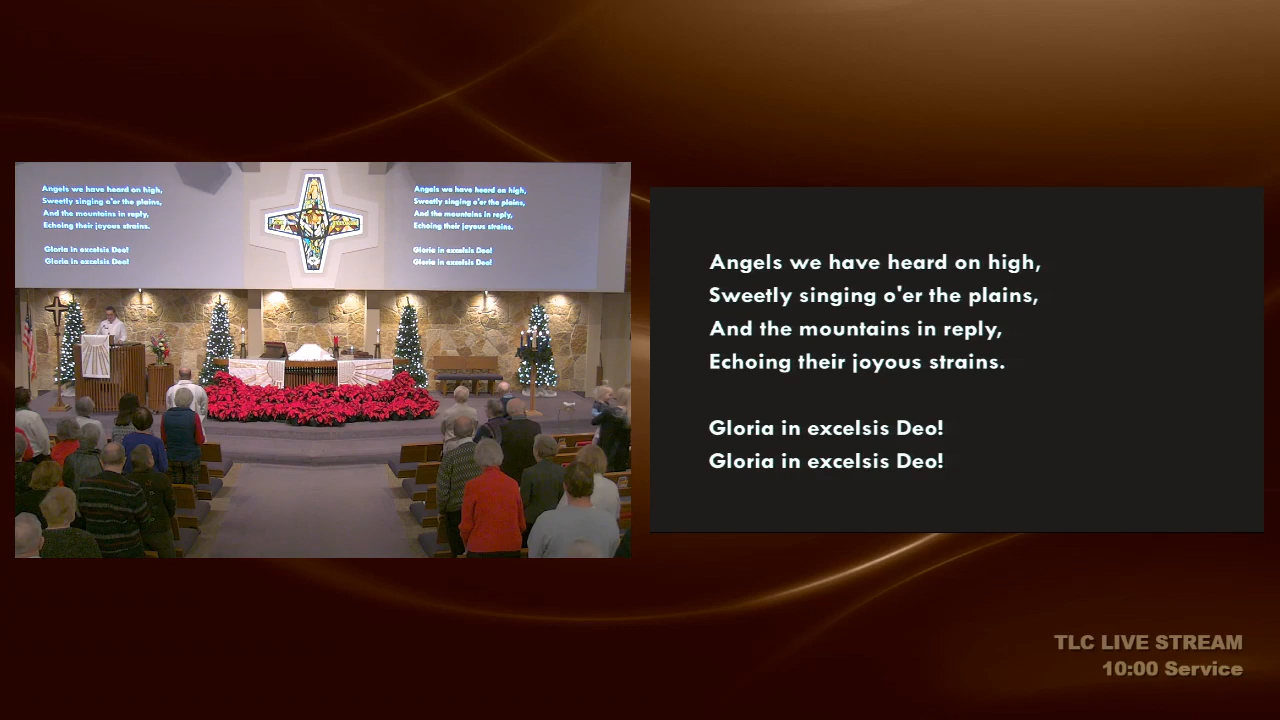 Angels we have heard on high,
Sweetly singing o'er the plains,
And the mountains in reply,
Echoing their joyous strains.
Gloria in excelsis Deo!
Gloria in excelsis Deo!
Angels we have heard on high,
Sweetly singing o'er the plains,
And the mountains in reply,
Echoing their joyous strains.
Gloria in excelsis Deo!
Gloria in excelsis Deo!
Angels we have heard on high,
Sweetly singing o'er the plains,
And the mountains in reply,
Echoing their joyous strains.
Gloria in excelsis Deo!
Gloria in excelsis Deo!
TLC LIVE STREAM
10:00 Service